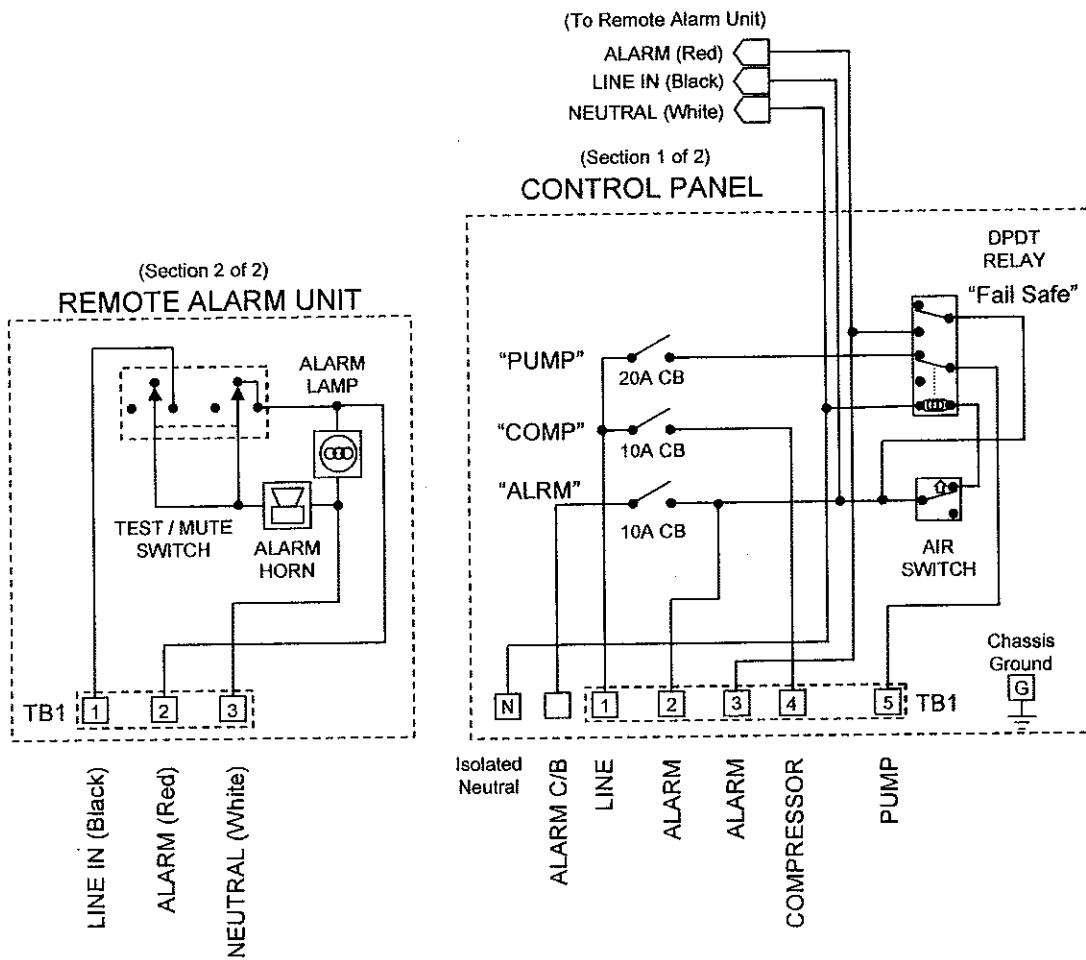 (To Remote Alarm Unit)
ALARM (Red)
LINE IN (Black)
NEUTRAL (White)
(Section 1 of 2)
CONTROL PANEL
DPDT
RELAY
"Fail Safe"
"PUMP"
20A CB
"COMP"
10A CB
"ALRM"
10A CB
AIR
SWITCH
Chassis
Ground
G
N
1
2
3
4
5
TB1
Isolated
Neutral
ALARM C/B
LINE
ALARM
ALARM
COMPRESSOR
PUMP
(Section 2 of 2)
REMOTE ALARM UNIT
ALARM
LAMP
TEST / MUTE
SWITCH
ALARM
HORN
TB1
1
2
3
LINE IN (Black)
ALARM (Red)
NEUTRAL (White)